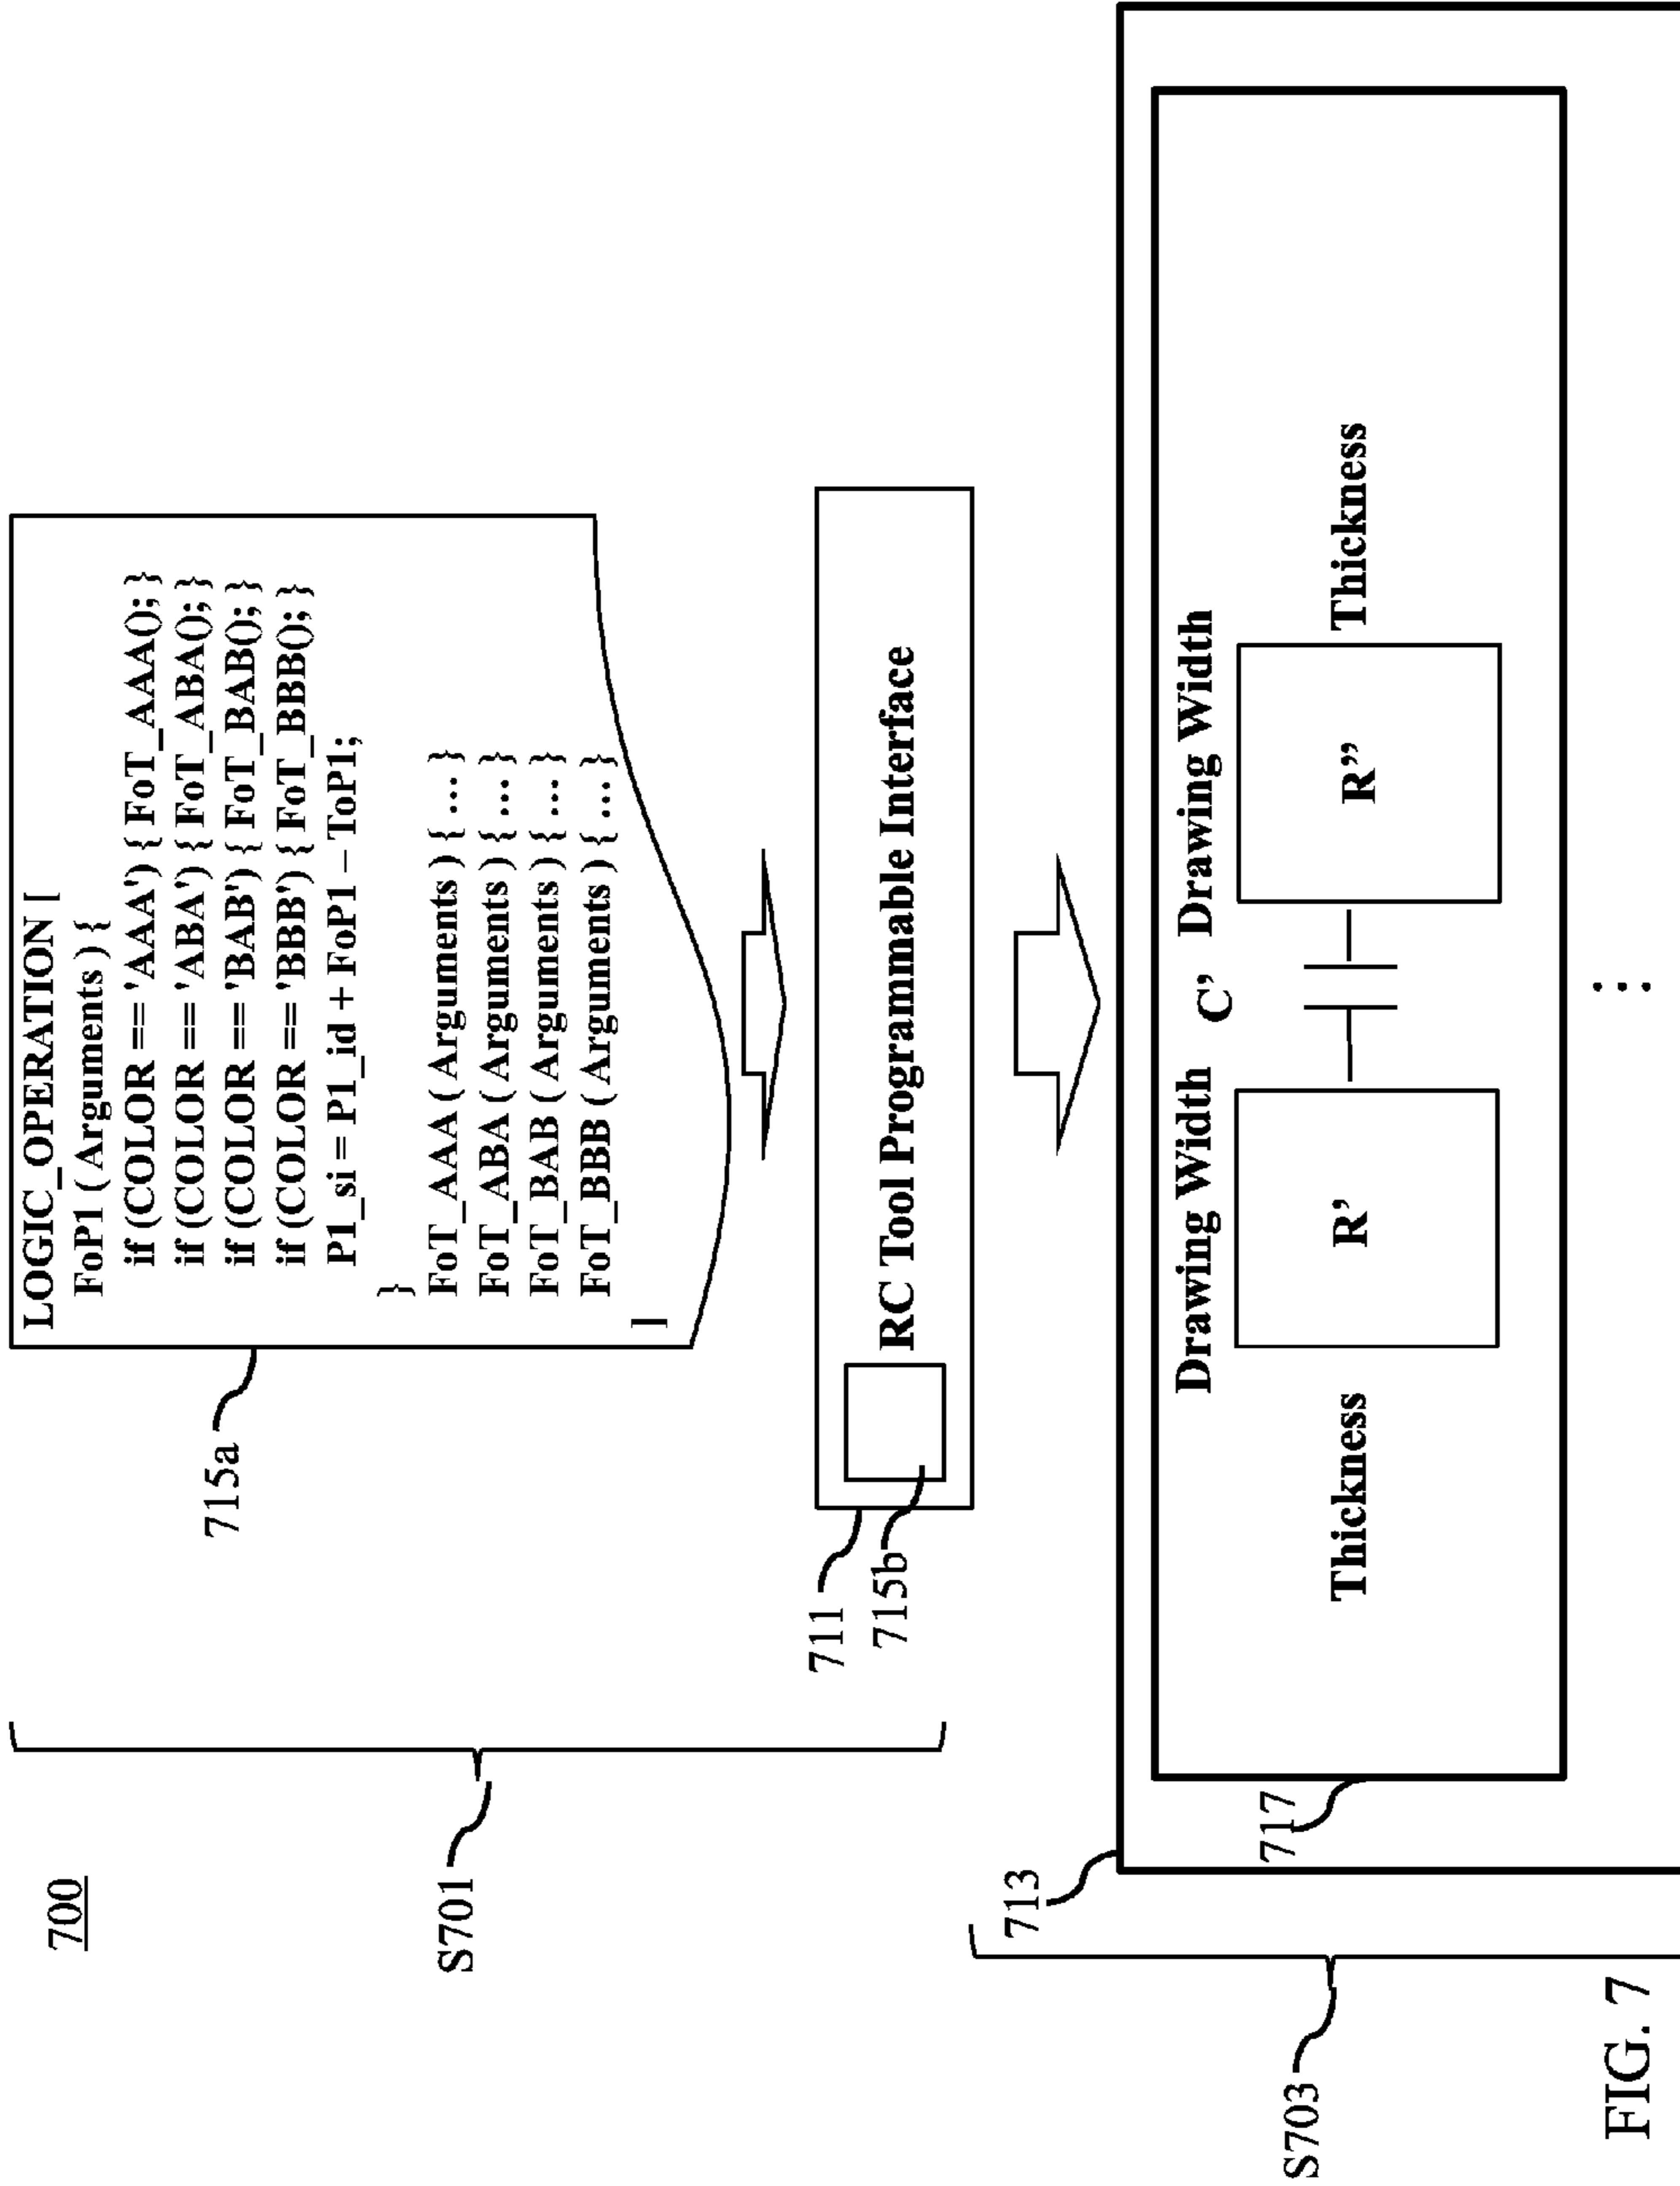 700
S701
715a
LOGIC_OPERATION [
FoP1 ( Arguments ) {
if (COLOR == 'AAA') { FoT_AAA(); }
if (COLOR == 'ABA') { FoT_ABA(); }
if (COLOR == 'BAB') { FoT_BAB(); }
if (COLOR == 'BBB') { FoT_BBB(); }
P1_si = P1_id + FoP1 – ToP1;
}
FoT_AAA ( Arguments ) { ... }
FoT_ABA ( Arguments ) { ... }
FoT_BAB ( Arguments ) { ... }
FoT_BBB ( Arguments ) { ... }
]
711
715b
RC Tool Programmable Interface
S703
713
717
Drawing Width C' Drawing Width
Thickness R’ R” Thickness
⋮
FIG. 7